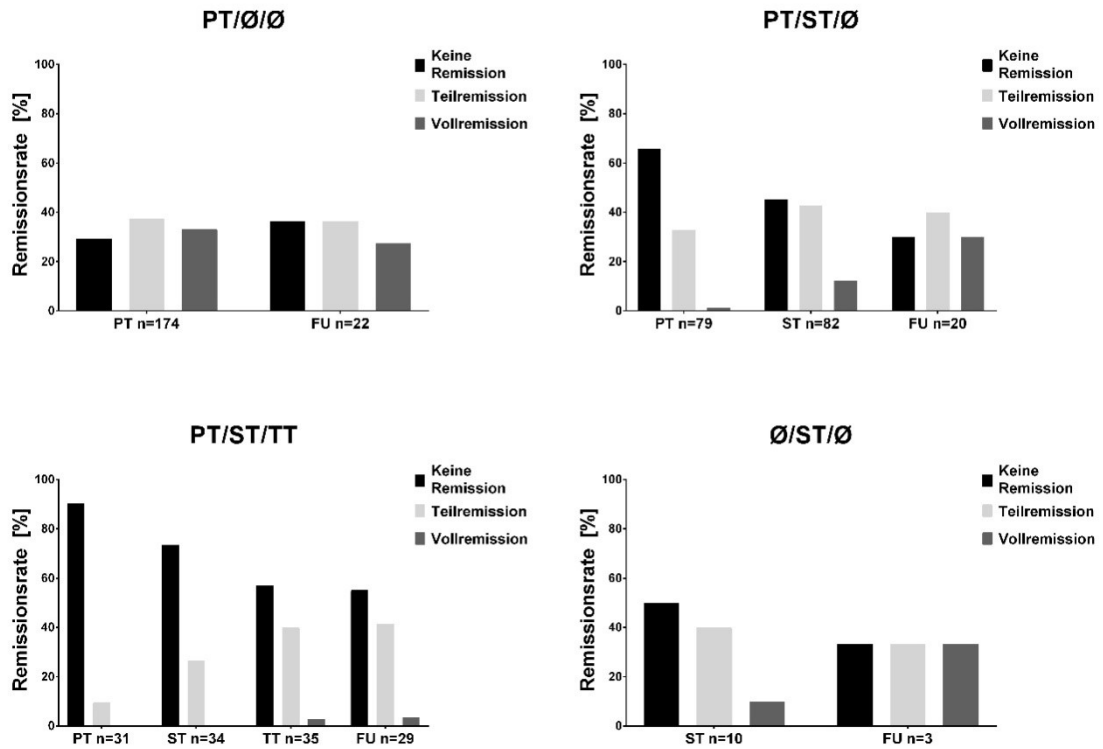 PT/Ø/Ø
Remissionsrate [%]
100
80
60
40
20
0
Keine
Remission
Teilremission
Vollremission
PT n=174
FU n=22
PT/ST/Ø
Remissionsrate [%]
100
80
60
40
20
0
Keine
Remission
Teilremission
Vollremission
PT n=79
ST n=82
FU n=20
PT/ST/TT
Remissionsrate [%]
100
80
60
40
20
0
Keine
Remission
Teilremission
Vollremission
PT n=31
ST n=34
TT n=35
FU n=29
Ø/ST/Ø
Remissionsrate [%]
100
80
60
40
20
0
Keine
Remission
Teilremission
Vollremission
ST n=10
FU n=3